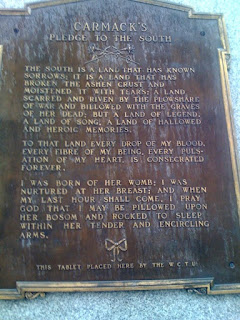 CARMACK'S
PLEDGE TO THE SOUTH
THE SOUTH IS A LAND THAT HAS KNOWN
SORROWS; IT IS A LAND THAT HAS
BROKEN THE ASHEN CRUST AND
MOISTENED IT WITH TEARS; A LAND
SCARRED AND RIVEN BY THE PLOWSHARE
OF WAR AND BILLOWED WITH THE GRAVES
OF HER DEAD; BUT A LAND OF LEGEND,
A LAND OF SONG, A LAND OF HALLOWED
AND HEROIC MEMORIES.
TO THAT LAND EVERY DROP OF MY BLOOD,
EVERY FIBRE OF MY BEING, EVERY PULS-
ATION OF MY HEART, IS CONSECRATED
FOREVER.
I WAS BORN OF HER WOMB; I WAS
NURTURED AT HER BREAST; AND WHEN
MY LAST HOUR SHALL COME, I PRAY
GOD THAT I MAY BE PILLOWED UPON
HER BOSOM AND ROCKED TO SLEEP
WITHIN HER TENDER AND ENCIRCLING
ARMS.
THIS TABLET PLACED HERE BY THE W.C.T.U.